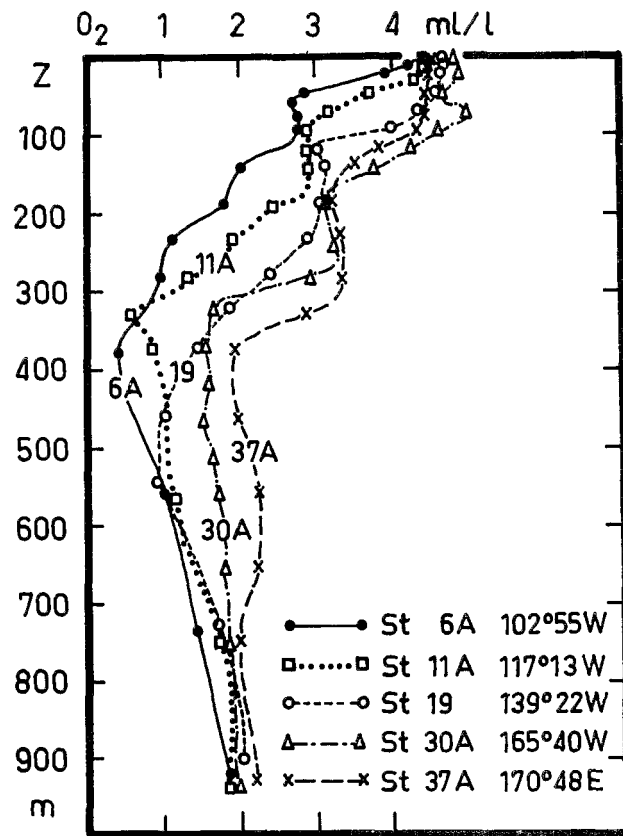 O₂ 1 2 3 4 ml/l
Z
100
200
11A
300
19
400
6A
500
37A
600
30A
700
St 6A 102°55W
St 11A 117°13W
800
St 19 139°22W
St 30A 165°40W
900
St 37A 170°48E
m